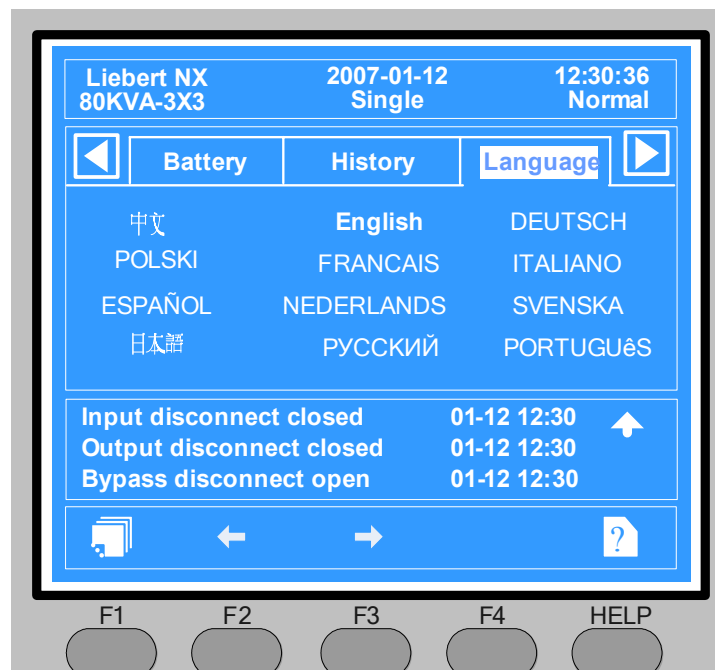 Liebert NX 2007-01-12 12:30:36
80KVA-3X3 Single Normal
Battery History Language
中文 English DEUTSCH
POLSKI FRANCAIS ITALIANO
ESPAÑOL NEDERLANDS SVENSKA
日本語 РУССКИЙ PORTUGUêS
Input disconnect closed 01-12 12:30
Output disconnect closed 01-12 12:30
Bypass disconnect open 01-12 12:30
?
F1 F2 F3 F4 HELP